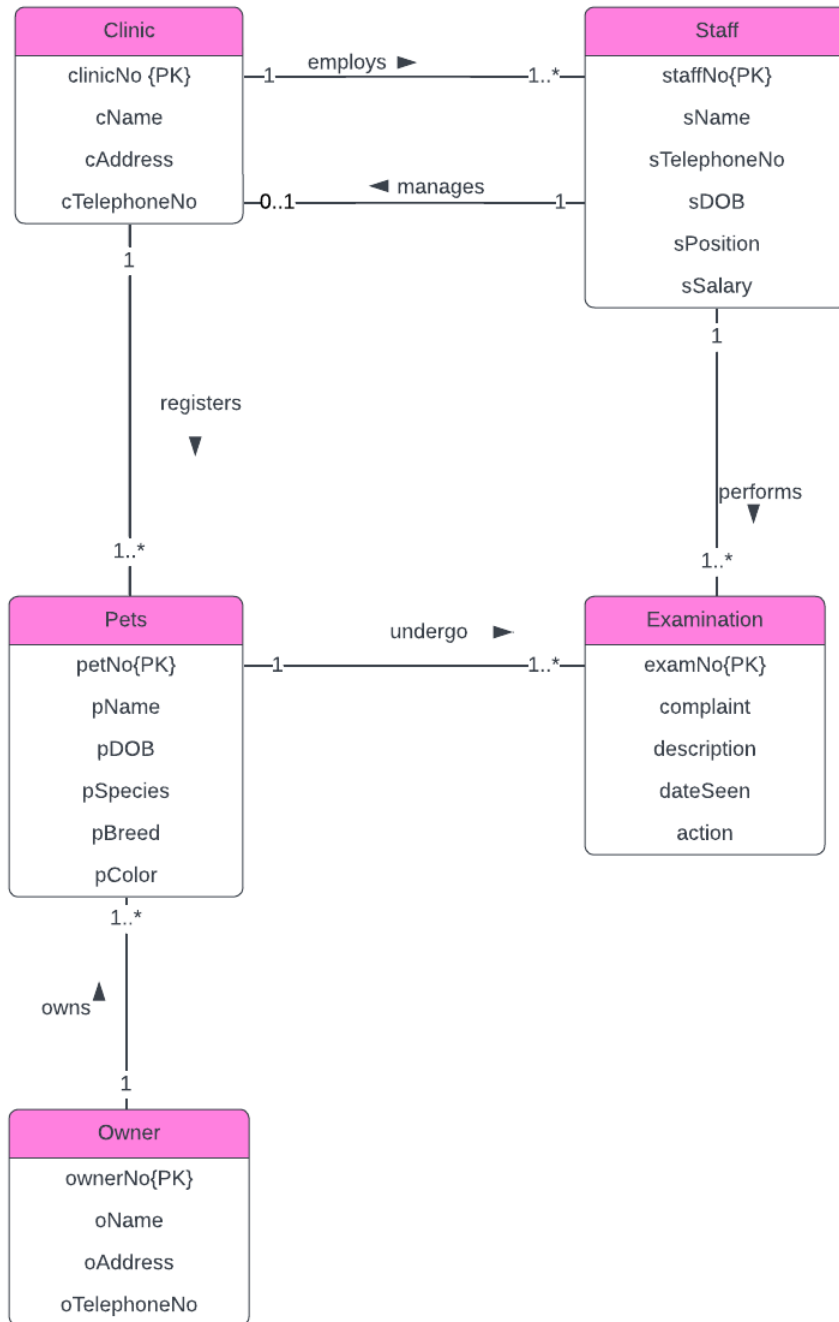 Clinic
clinicNo {PK}
cName
cAddress
cTelephoneNo
1
employs
1..*
0..1
manages
1
Staff
staffNo{PK}
sName
sTelephoneNo
sDOB
sPosition
sSalary
1
registers
1..*
1
performs
1..*
Pets
petNo{PK}
pName
pDOB
pSpecies
pBreed
pColor
1
undergo
1..*
Examination
examNo{PK}
complaint
description
dateSeen
action
1..*
owns
1
Owner
ownerNo{PK}
oName
oAddress
oTelephoneNo